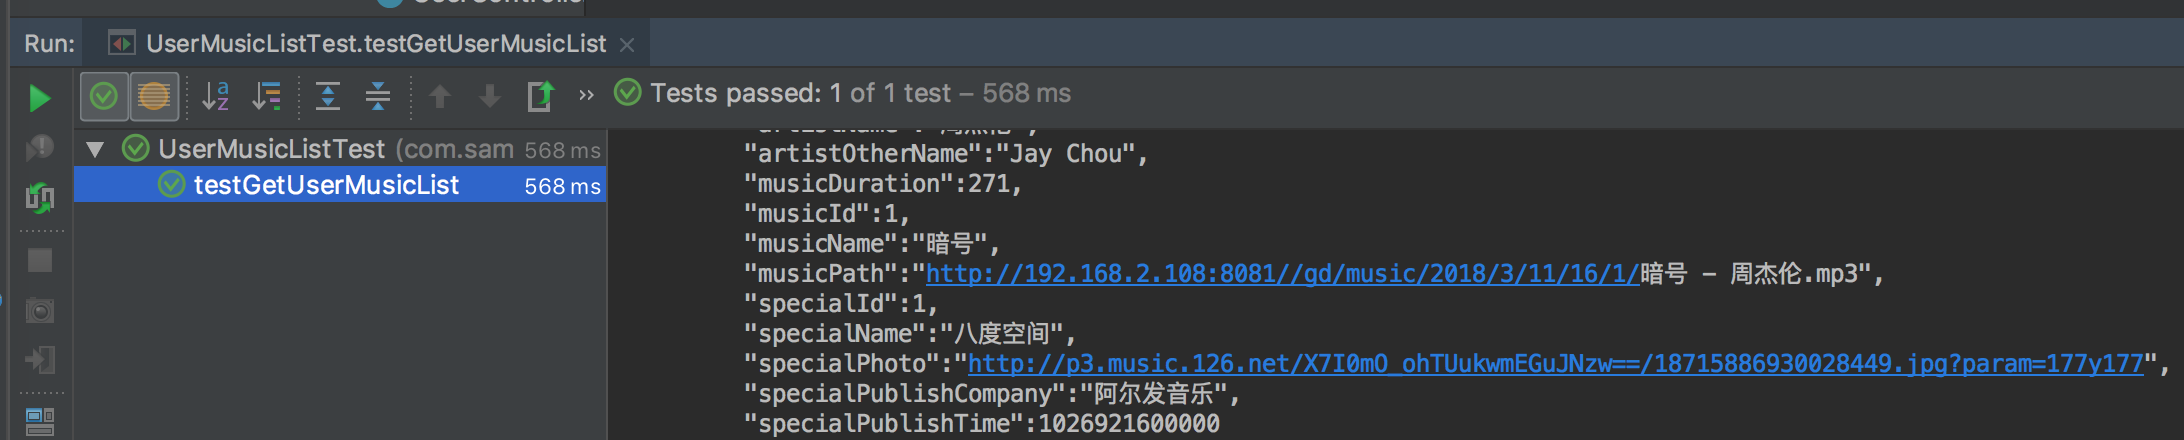 Run: UserMusicListTest.testGetUserMusicList
Tests passed: 1 of 1 test – 568 ms
UserMusicListTest (com.sam 568 ms
testGetUserMusicList 568 ms
"artistOtherName":"Jay Chou",
"musicDuration":271,
"musicId":1,
"musicName":"暗号",
"musicPath":"http://192.168.2.108:8081//gd/music/2018/3/11/16/1/暗号 - 周杰伦.mp3",
"specialId":1,
"specialName":"八度空间",
"specialPhoto":"http://p3.music.126.net/X7I0mO_ohTUukwmEGuJNzw==/18715886930028449.jpg?param=177y177",
"specialPublishCompany":"阿尔发音乐",
"specialPublishTime":1026921600000